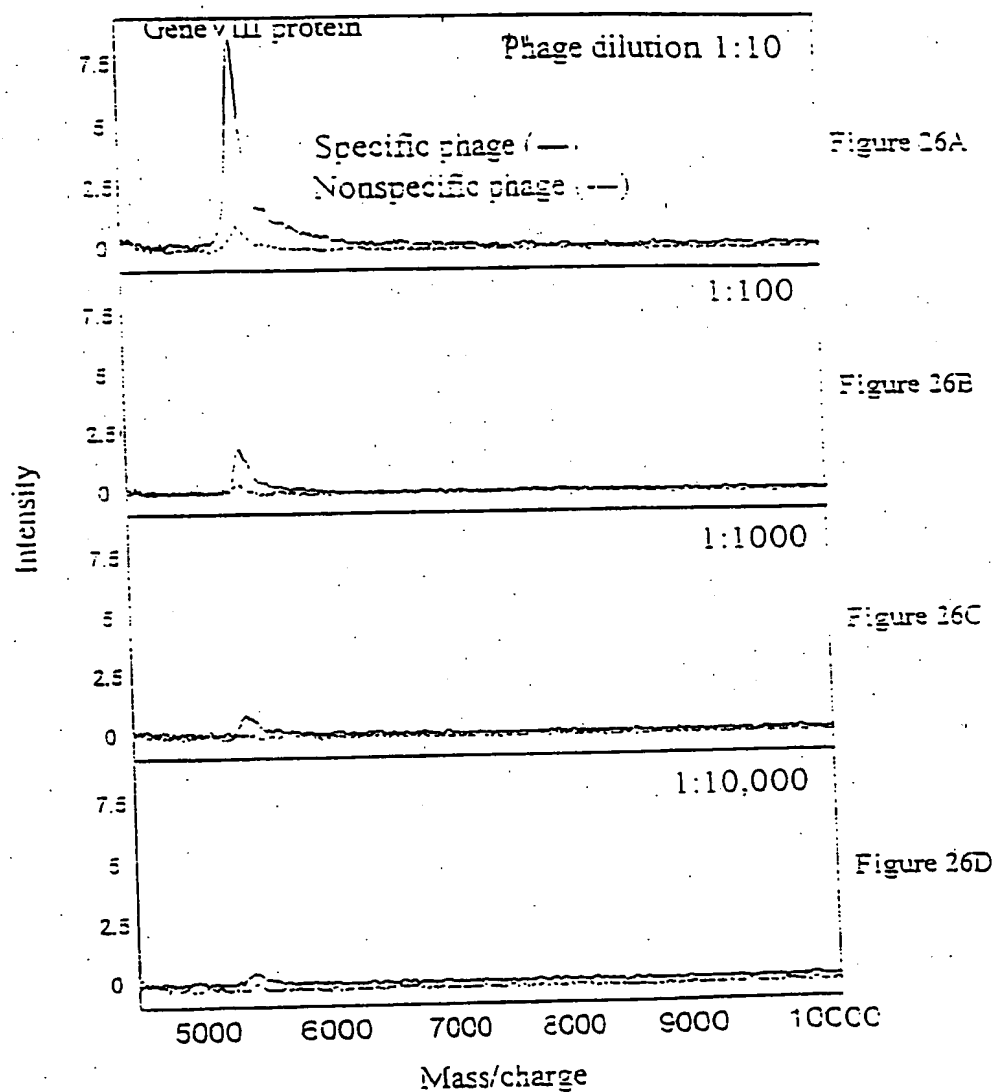 Gene VIII protein
Phage dilution 1:10
7.5
5
2.5
0
Specific phage (—)
Nonspecific phage (---)
Figure 26A
1:100
7.5
5
2.5
0
Figure 26B
1:1000
7.5
5
2.5
0
Figure 26C
1:10,000
7.5
5
2.5
0
Figure 26D
Intensity
5000 6000 7000 8000 9000 10000
Mass/charge